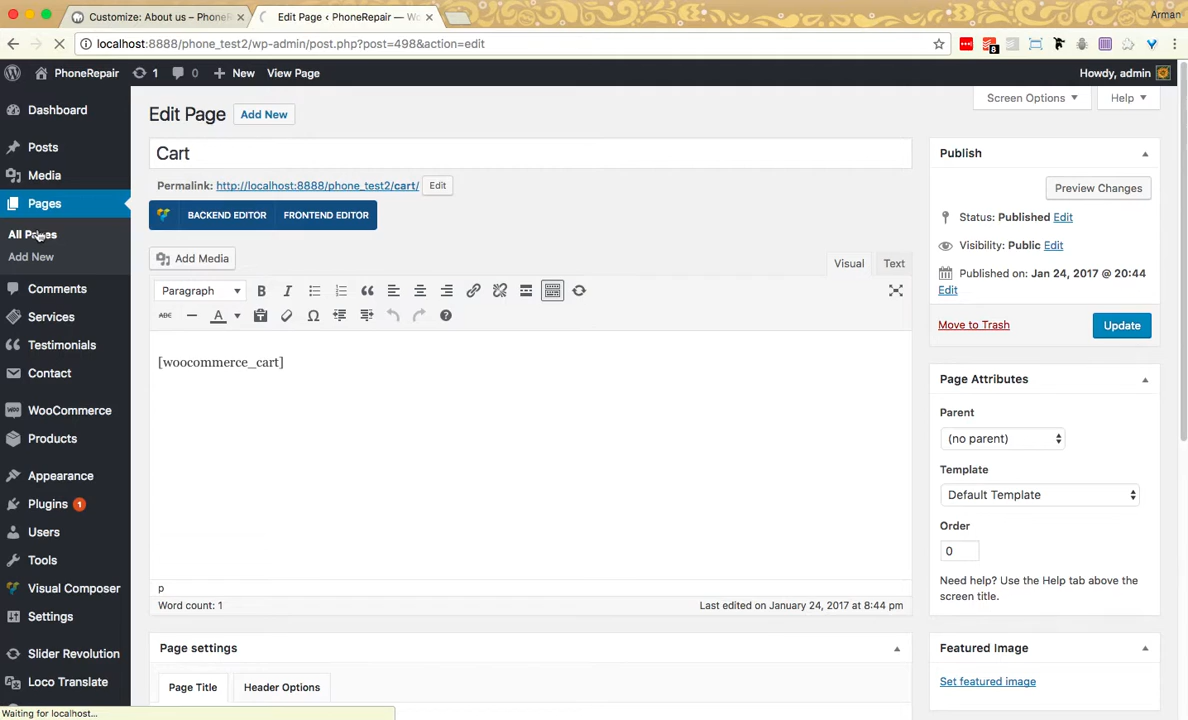 Customize: About us – PhoneR
Edit Page ‹ PhoneRepair — Wo
Arman
localhost:8888/phone_test2/wp-admin/post.php?post=498&action=edit
8
PhoneRepair
1
0
New
View Page
Howdy, admin
Dashboard
Posts
Media
Pages
All Pages
Add New
Comments
Services
Testimonials
Contact
WooCommerce
Products
Appearance
Plugins 1
Users
Tools
Visual Composer
Settings
Slider Revolution
Loco Translate
Waiting for localhost...
Screen Options
Help
Edit Page
Add New
Cart
Permalink: http://localhost:8888/phone_test2/cart/
Edit
BACKEND EDITOR
FRONTEND EDITOR
Add Media
Visual
Text
Paragraph
B
I
ABC
A
Ω
[woocommerce_cart]
p
Word count: 1
Last edited on January 24, 2017 at 8:44 pm
Page settings
Page Title
Header Options
Publish
Preview Changes
Status: Published Edit
Visibility: Public Edit
Published on: Jan 24, 2017 @ 20:44
Edit
Move to Trash
Update
Page Attributes
Parent
(no parent)
Template
Default Template
Order
0
Need help? Use the Help tab above the
screen title.
Featured Image
Set featured image